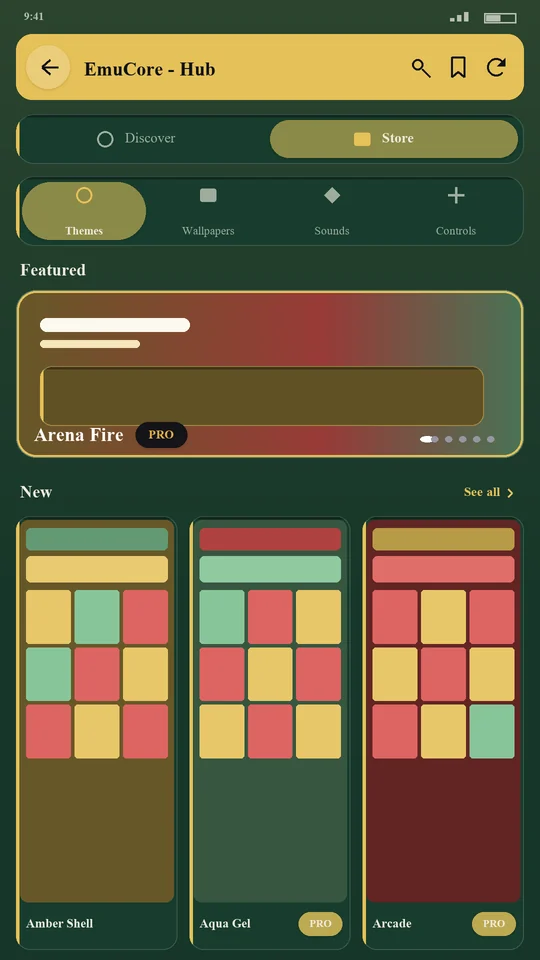 9:41
EmuCore - Hub
Discover
Store
Themes
Wallpapers
Sounds
Controls
Featured
Arena Fire
PRO
New
See all
Amber Shell
Aqua Gel
PRO
Arcade
PRO